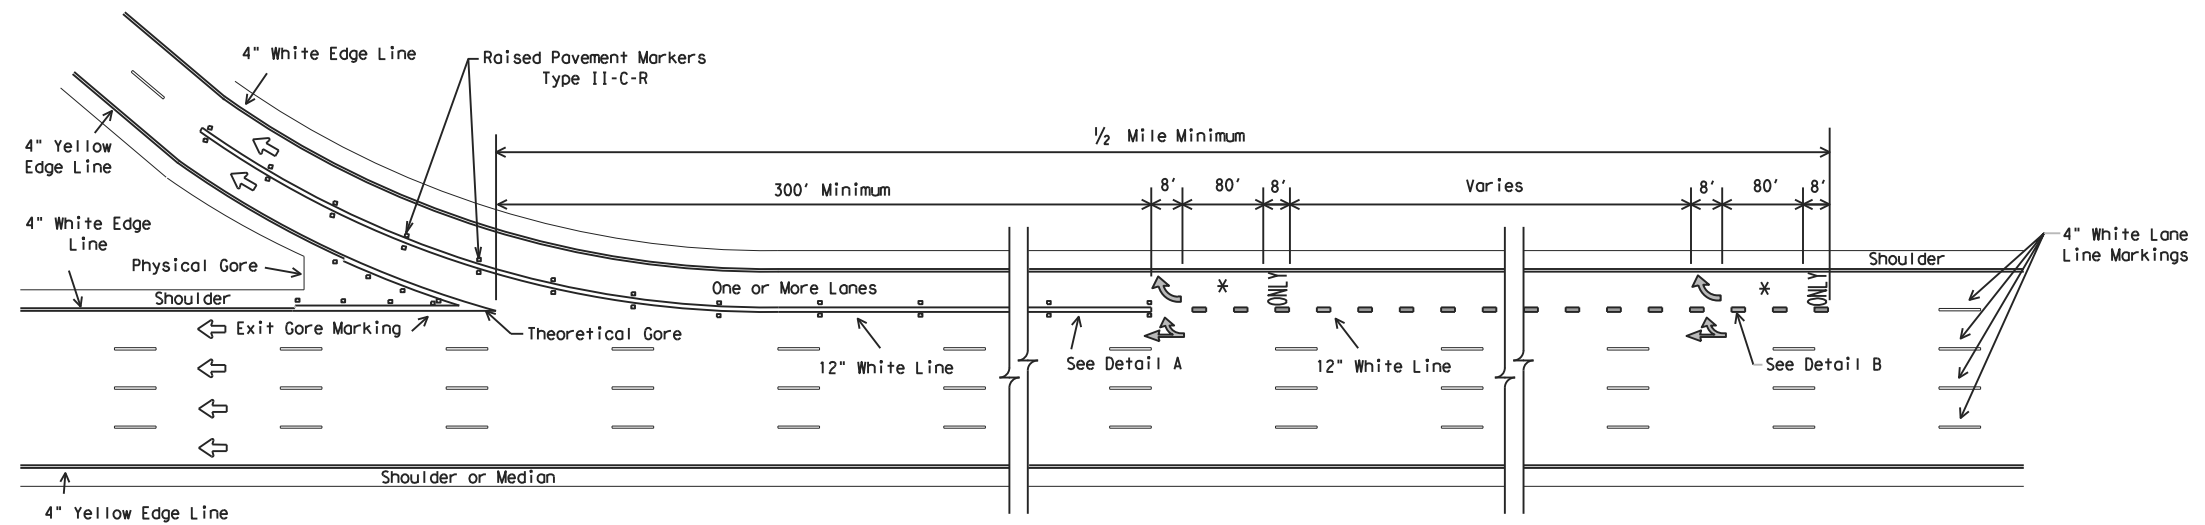 4" White Edge Line
Raised Pavement Markers
Type II-C-R
4" Yellow
Edge Line
½ Mile Minimum
300' Minimum
8'
80'
8'
Varies
8'
80'
8'
4" White Edge
Line
Physical Gore
Shoulder
Exit Gore Marking
Theoretical Gore
One or More Lanes
12" White Line
See Detail A
*
ONLY
12" White Line
*
ONLY
See Detail B
Shoulder
4" White Lane
Line Markings
Shoulder or Median
4" Yellow Edge Line